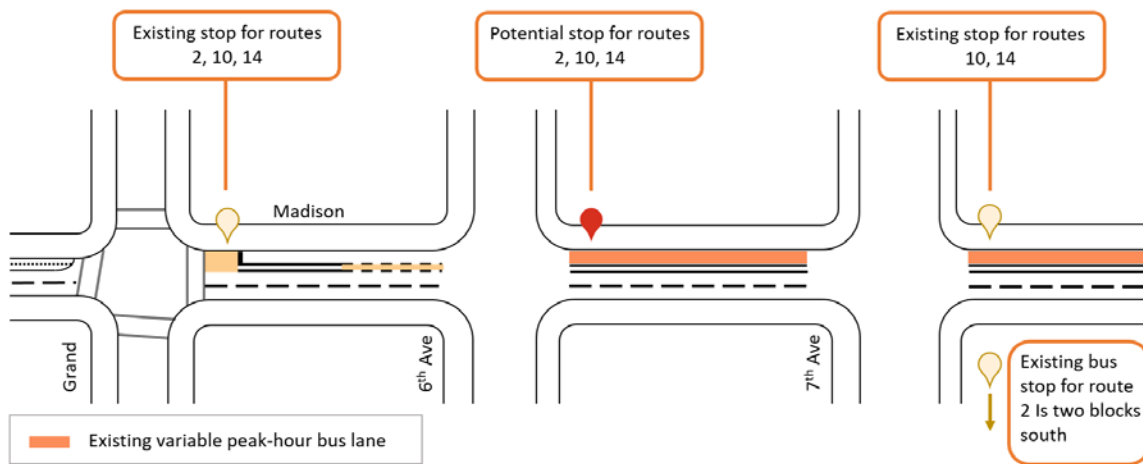 Existing stop for routes
2, 10, 14
Potential stop for routes
2, 10, 14
Existing stop for routes
10, 14
Madison
Grand
6th Ave
7th Ave
Existing bus
stop for route
2 Is two blocks
south
Existing variable peak-hour bus lane